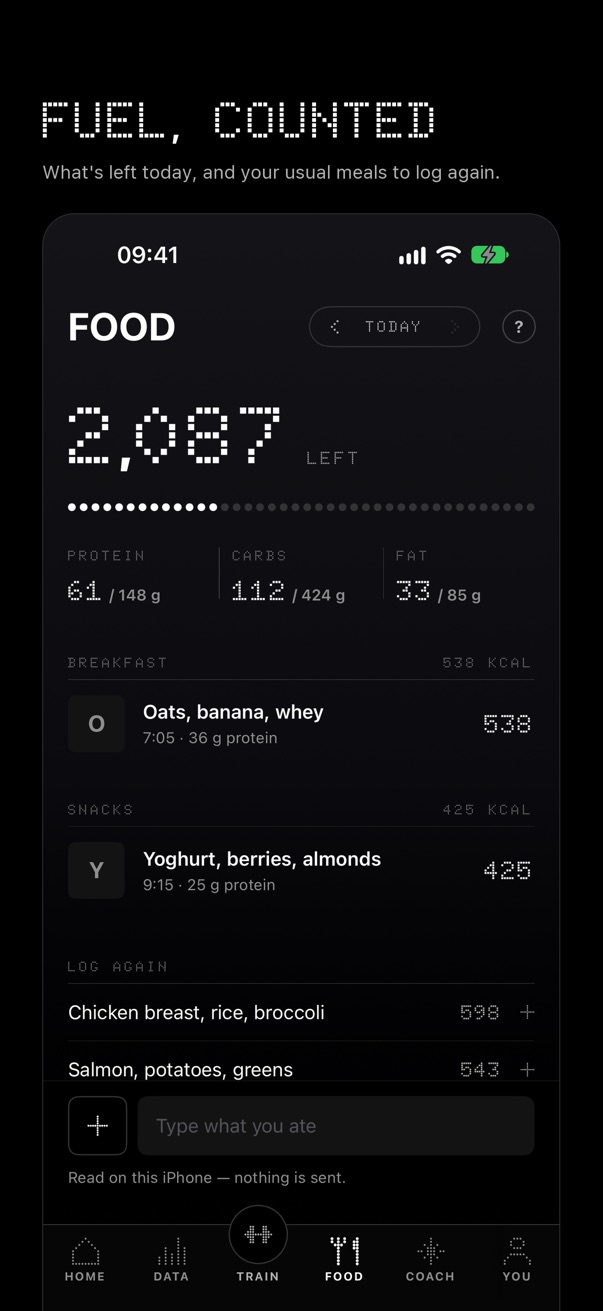 FUEL, COUNTED
What's left today, and your usual meals to log again.
09:41
FOOD
< TODAY > ?
2,087 LEFT
PROTEIN CARBS FAT
61 / 148 g 112 / 424 g 33 / 85 g
BREAKFAST 538 KCAL
O Oats, banana, whey 538
7:05 · 36 g protein
SNACKS 425 KCAL
Y Yoghurt, berries, almonds 425
9:15 · 25 g protein
LOG AGAIN
Chicken breast, rice, broccoli 598 +
Salmon, potatoes, greens 543 +
+ Type what you ate
Read on this iPhone — nothing is sent.
HOME DATA TRAIN FOOD COACH YOU